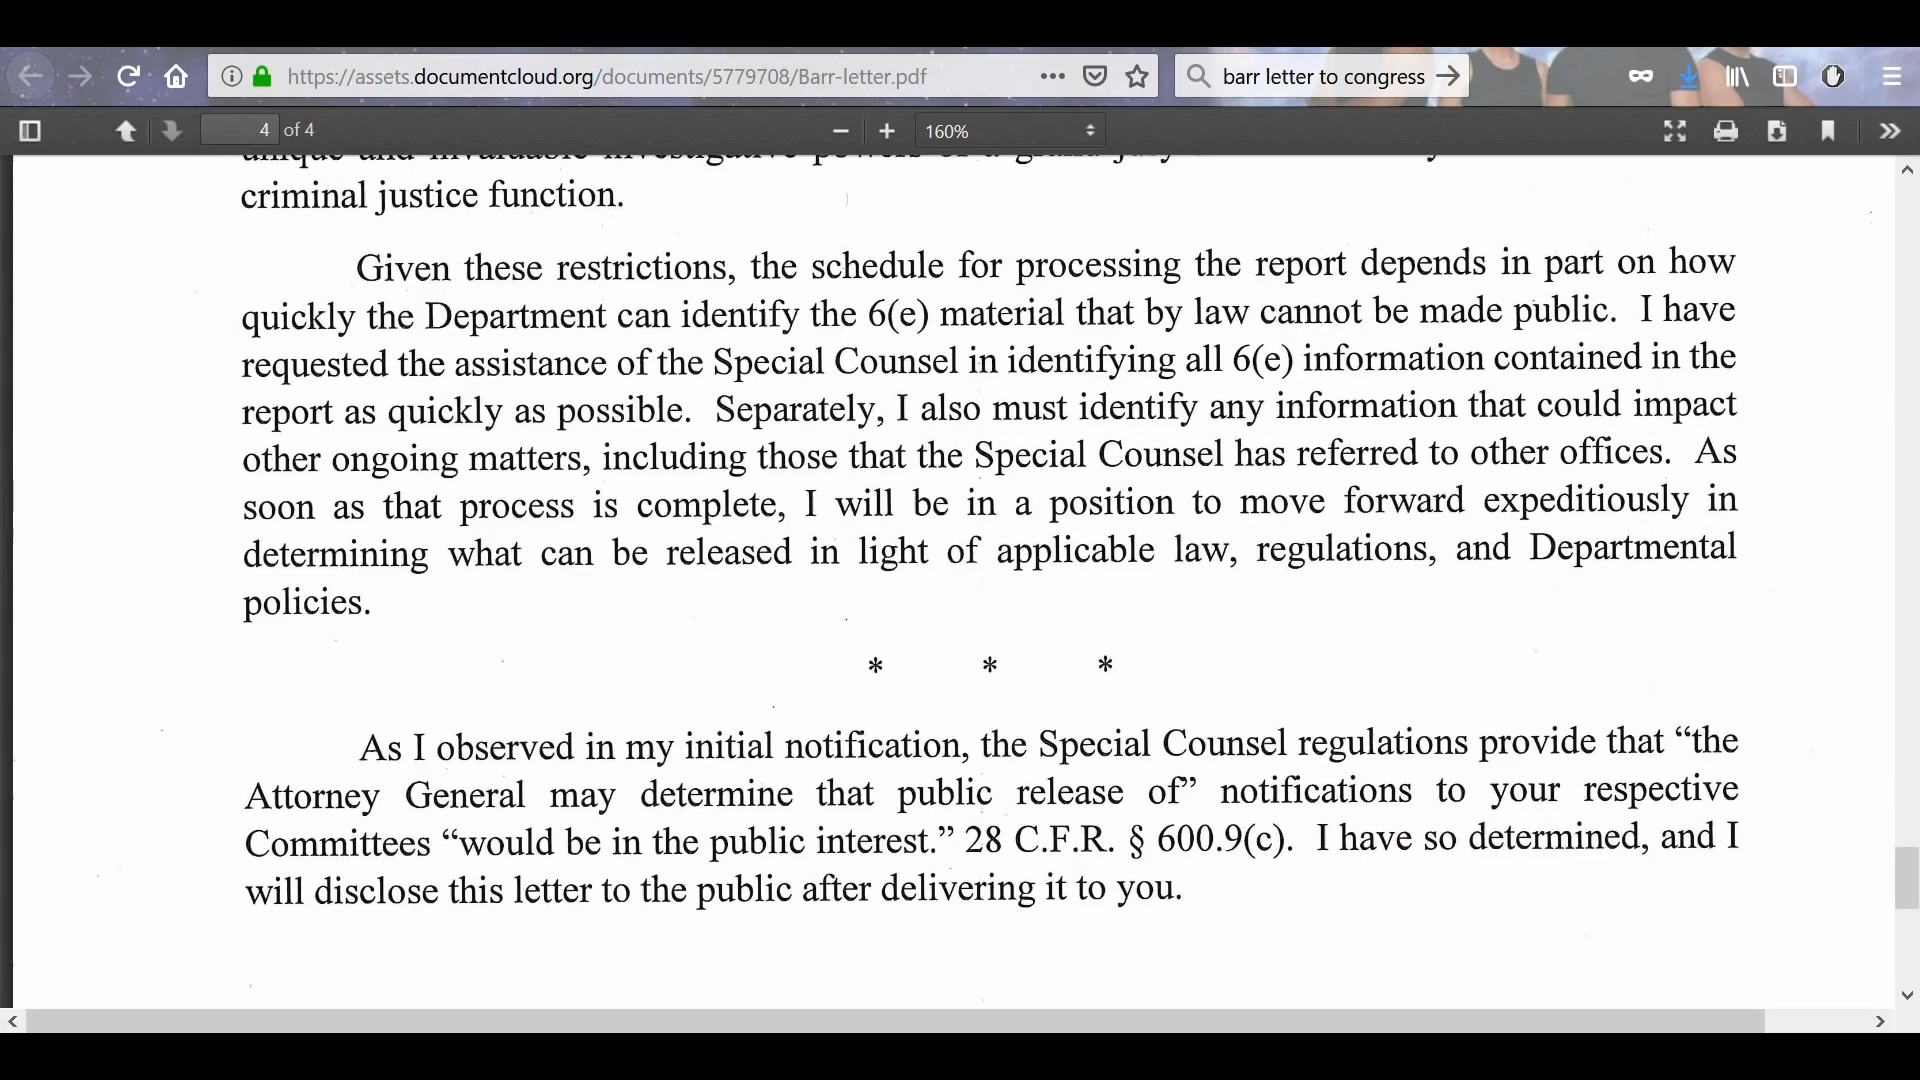 https://assets.documentcloud.org/documents/5779708/Barr-letter.pdf
barr letter to congress
4 of 4
160%
unique and invaluable investigative powers of a grand jury
criminal justice function.
Given these restrictions, the schedule for processing the report depends in part on how
quickly the Department can identify the 6(e) material that by law cannot be made public. I have
requested the assistance of the Special Counsel in identifying all 6(e) information contained in the
report as quickly as possible. Separately, I also must identify any information that could impact
other ongoing matters, including those that the Special Counsel has referred to other offices. As
soon as that process is complete, I will be in a position to move forward expeditiously in
determining what can be released in light of applicable law, regulations, and Departmental
policies.
* * *
As I observed in my initial notification, the Special Counsel regulations provide that “the
Attorney General may determine that public release of” notifications to your respective
Committees “would be in the public interest.” 28 C.F.R. § 600.9(c). I have so determined, and I
will disclose this letter to the public after delivering it to you.